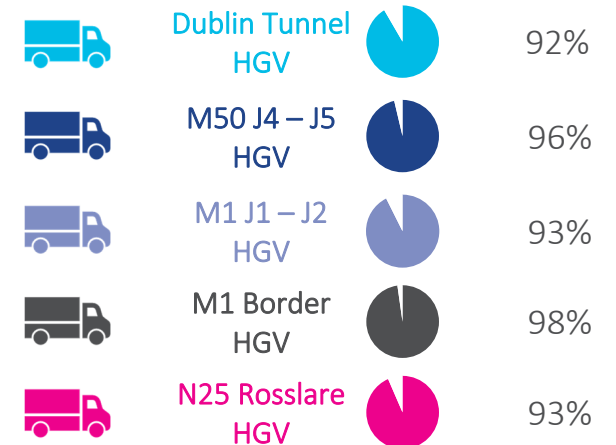 Dublin Tunnel
HGV
92%
M50 J4 – J5
HGV
96%
M1 J1 – J2
HGV
93%
M1 Border
HGV
98%
N25 Rosslare
HGV
93%